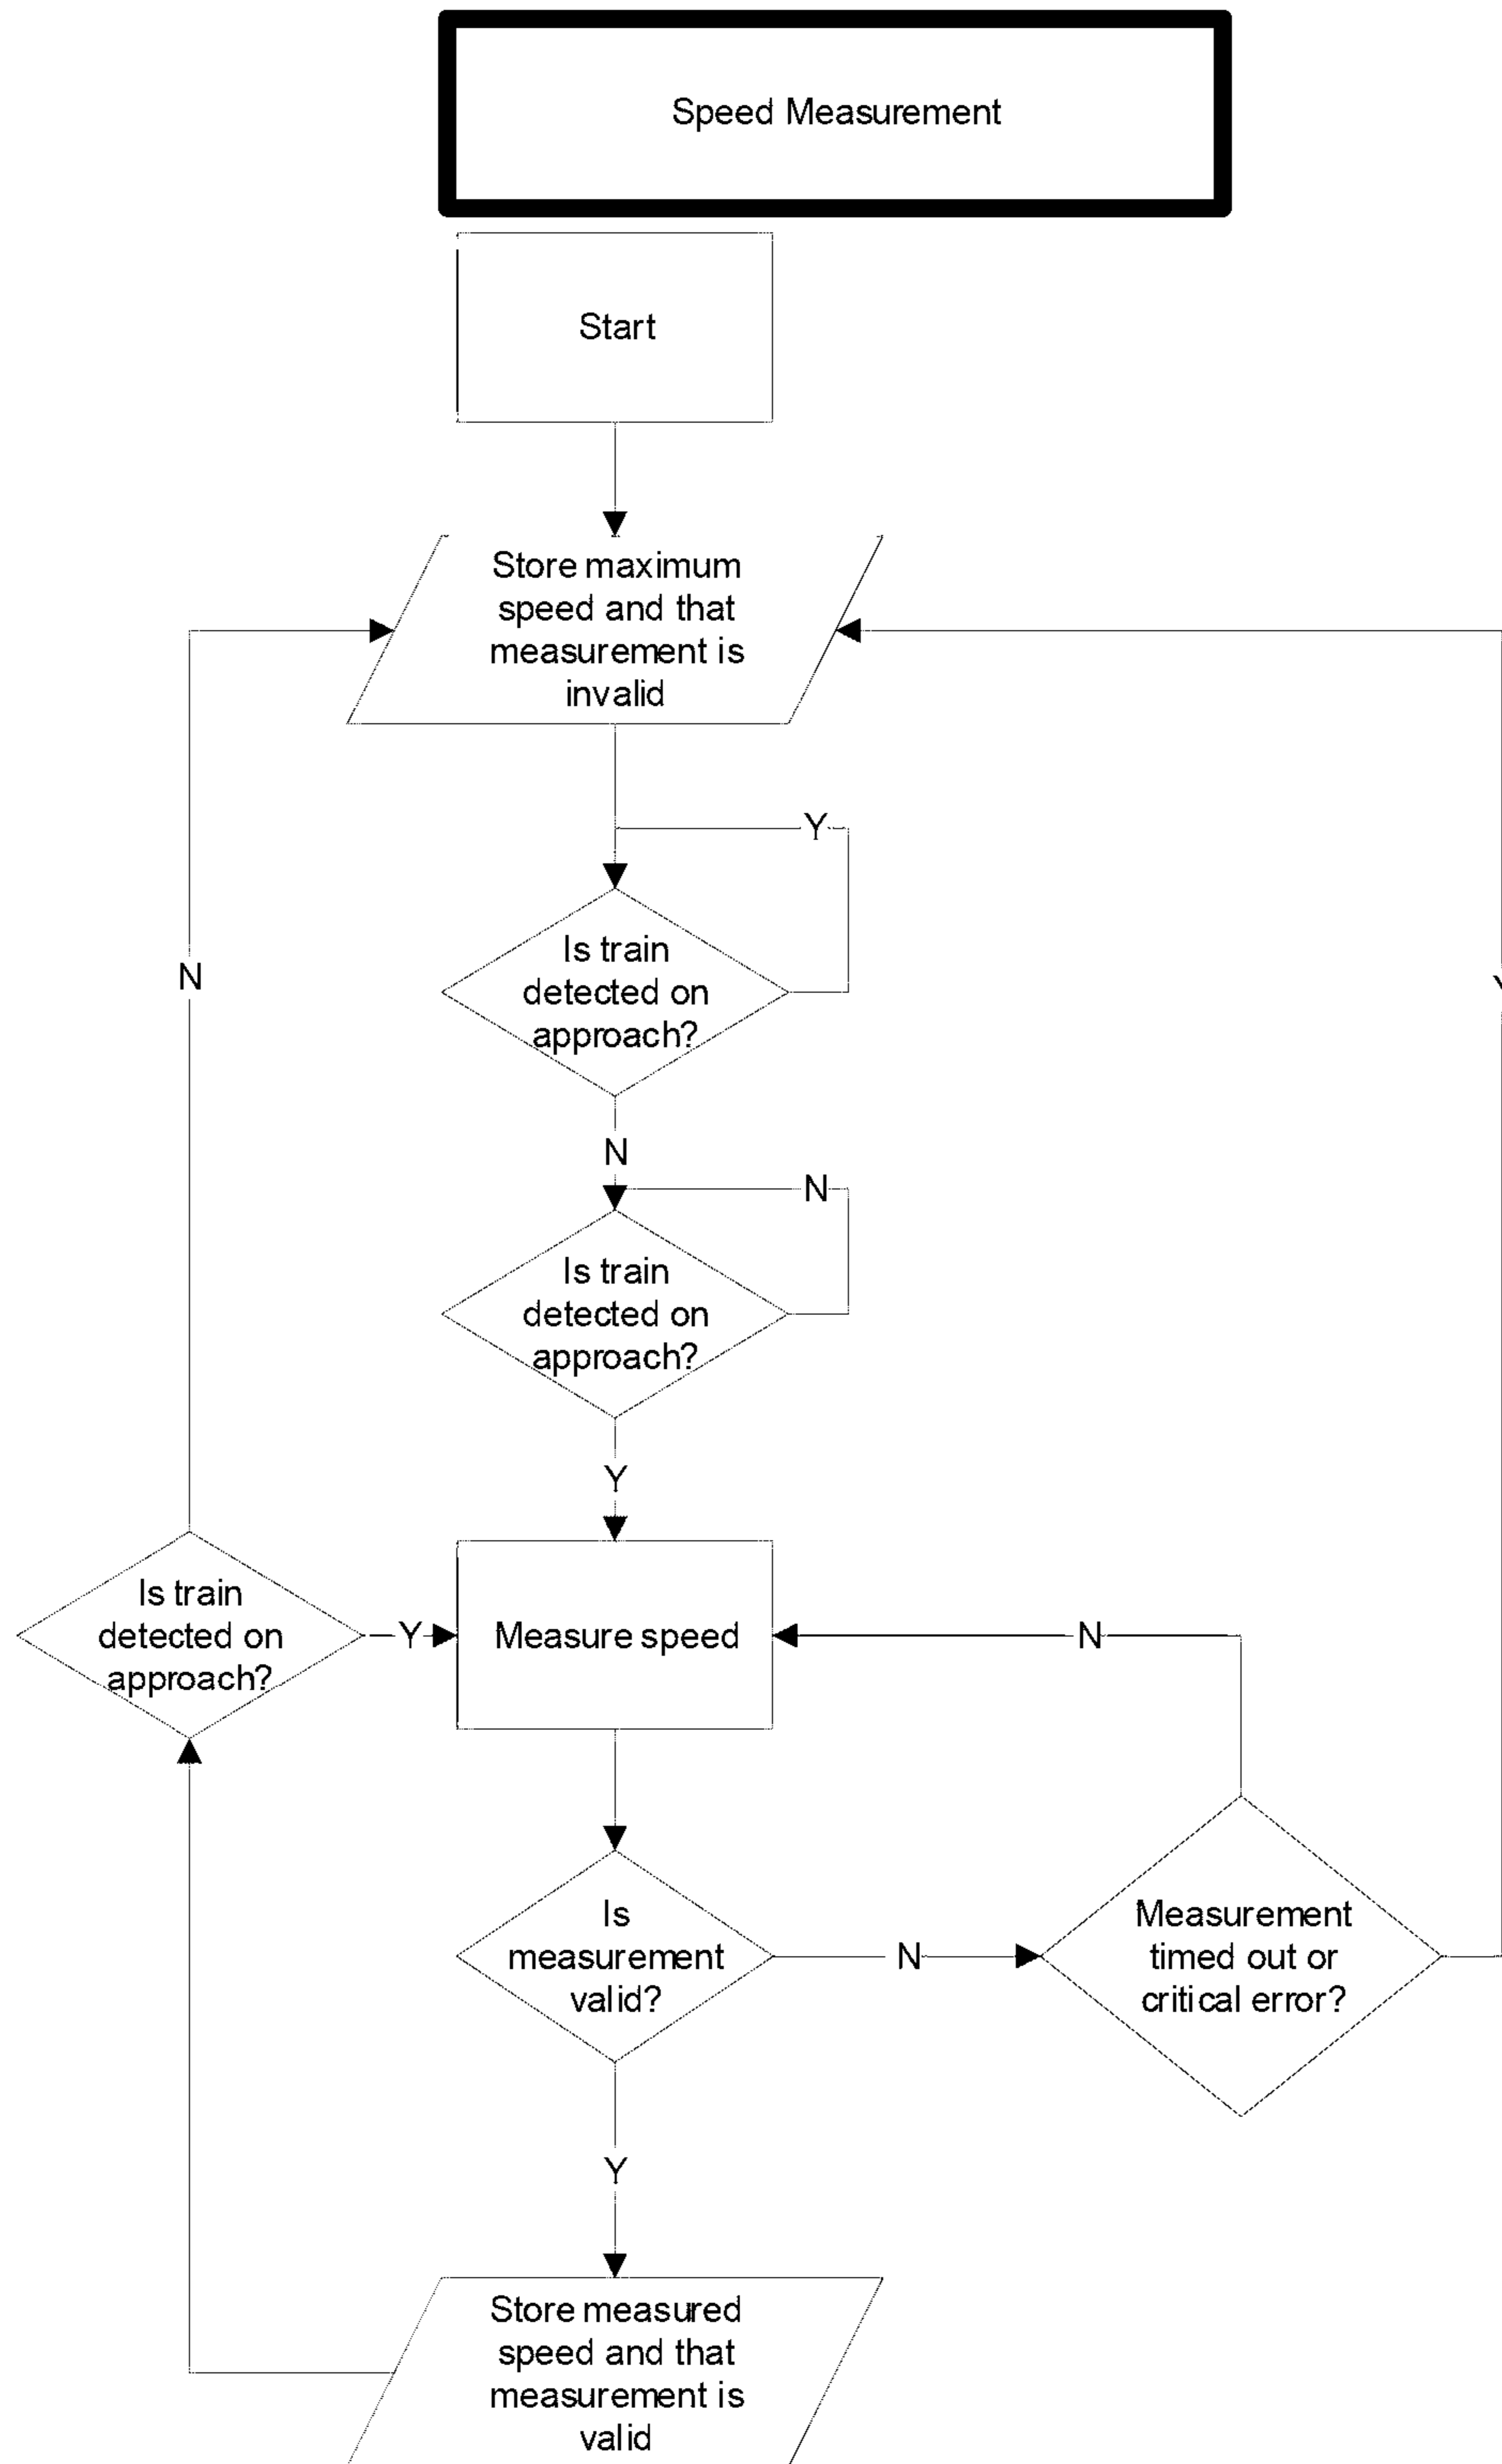 Speed Measurement
Start
Store maximum
speed and that
measurement is
invalid
Y
Is train
detected on
approach?
N
N
N
Is train
detected on
approach?
Y
Is train
detected on
approach?
Y
Measure speed
N
Is
measurement
valid?
N
Measurement
timed out or
critical error?
Y
Store measured
speed and that
measurement is
valid